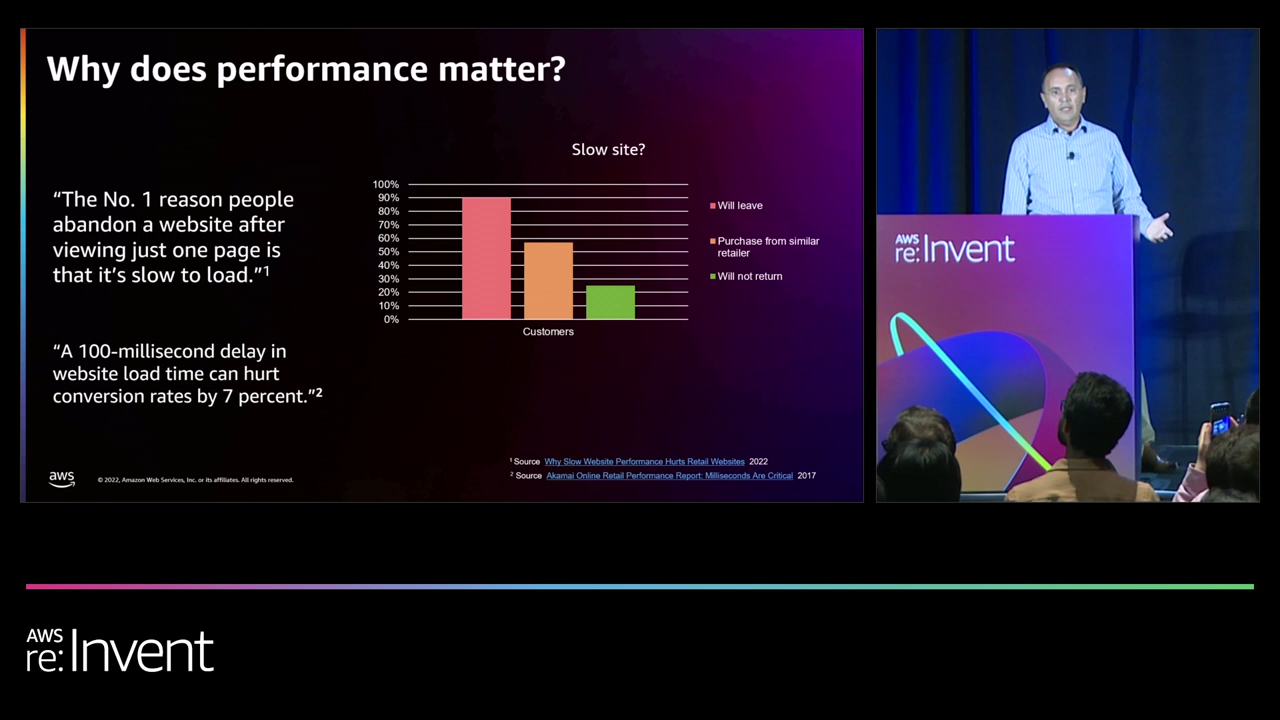 Why does performance matter?
“The No. 1 reason people
abandon a website after
viewing just one page is
that it’s slow to load.”1
“A 100-millisecond delay in
website load time can hurt
conversion rates by 7 percent.”2
Slow site?
100%
90%
80%
70%
60%
50%
40%
30%
20%
10%
0%
Customers
Will leave
Purchase from similar
retailer
Will not return
1 Source Why Slow Website Performance Hurts Retail Websites 2022
2 Source Akamai Online Retail Performance Report: Milliseconds Are Critical 2017
aws
© 2022, Amazon Web Services, Inc. or its affiliates. All rights reserved.
AWS
re:Invent
AWS
re:Invent